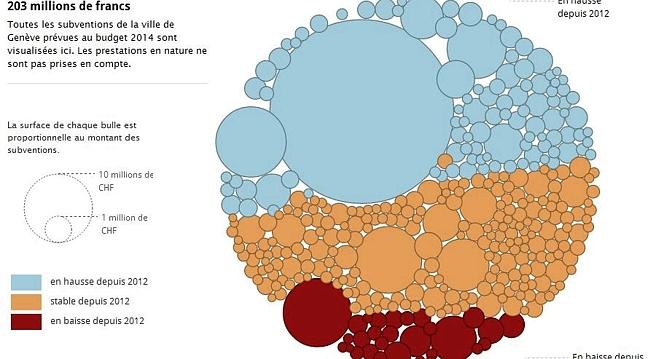 203 millions de francs
Toutes les subventions de la ville de
Genève prévues au budget 2014 sont
visualisées ici. Les prestations en nature ne
sont pas prises en compte.
La surface de chaque bulle est
proportionnelle au montant des
subventions.
10 millions de
CHF
1 million de
CHF
en hausse depuis 2012
stable depuis 2012
en baisse depuis 2012
En hausse
depuis 2012
En baisse depuis